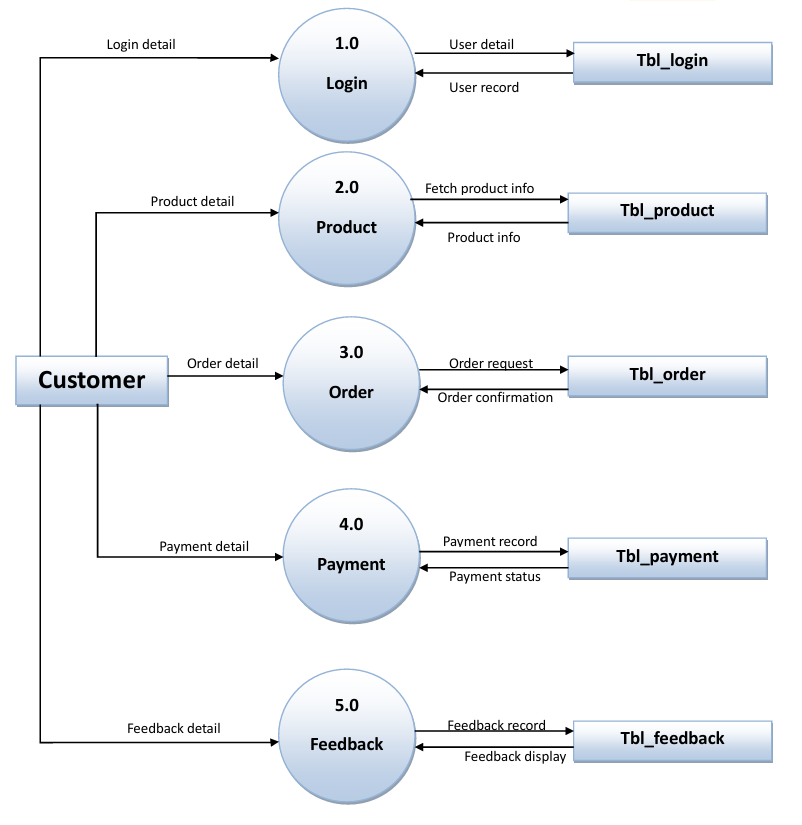 Login detail
1.0
Login
User detail
User record
Tbl_login
Product detail
2.0
Product
Fetch product info
Product info
Tbl_product
Customer
Order detail
3.0
Order
Order request
Order confirmation
Tbl_order
Payment detail
4.0
Payment
Payment record
Payment status
Tbl_payment
Feedback detail
5.0
Feedback
Feedback record
Feedback display
Tbl_feedback